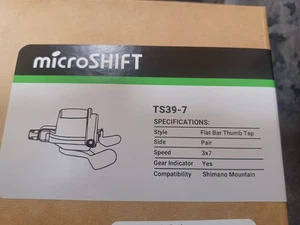 microSHIFT
TS39-7
SPECIFICATIONS:
Style Flat Bar Thumb Tap
Side Pair
Speed 3x7
Gear Indicator Yes
Compatibility Shimano Mountain